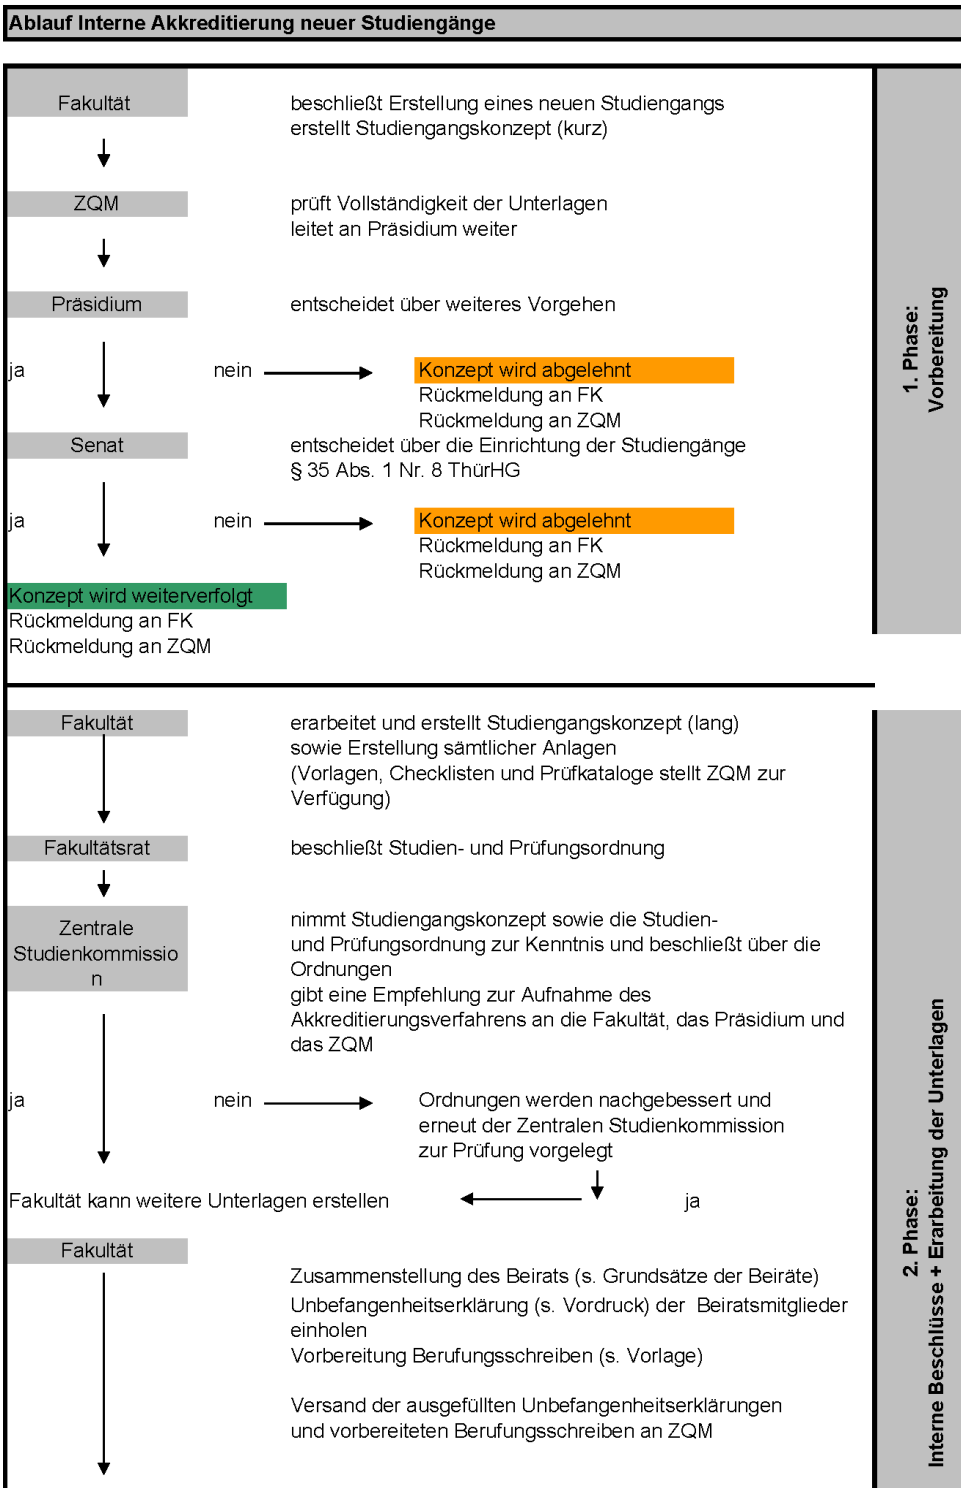 Ablauf Interne Akkreditierung neuer Studiengänge
Fakultät
beschließt Erstellung eines neuen Studiengangs
erstellt Studiengangskonzept (kurz)
ZQM
prüft Vollständigkeit der Unterlagen
leitet an Präsidium weiter
Präsidium
entscheidet über weiteres Vorgehen
ja
nein
Konzept wird abgelehnt
Rückmeldung an FK
Rückmeldung an ZQM
Senat
entscheidet über die Einrichtung der Studiengänge
§ 35 Abs. 1 Nr. 8 ThürHG
ja
nein
Konzept wird abgelehnt
Rückmeldung an FK
Rückmeldung an ZQM
Konzept wird weiterverfolgt
Rückmeldung an FK
Rückmeldung an ZQM
1. Phase:
Vorbereitung
Fakultät
erarbeitet und erstellt Studiengangskonzept (lang)
sowie Erstellung sämtlicher Anlagen
(Vorlagen, Checklisten und Prüfkataloge stellt ZQM zur
Verfügung)
Fakultätsrat
beschließt Studien- und Prüfungsordnung
Zentrale
Studienkommissio
n
nimmt Studiengangskonzept sowie die Studien-
und Prüfungsordnung zur Kenntnis und beschließt über die
Ordnungen
gibt eine Empfehlung zur Aufnahme des
Akkreditierungsverfahrens an die Fakultät, das Präsidium und
das ZQM
ja
nein
Ordnungen werden nachgebessert und
erneut der Zentralen Studienkommission
zur Prüfung vorgelegt
Fakultät kann weitere Unterlagen erstellen
ja
Fakultät
Zusammenstellung des Beirats (s. Grundsätze der Beiräte)
Unbefangenheitserklärung (s. Vordruck) der Beiratsmitglieder
einholen
Vorbereitung Berufungsschreiben (s. Vorlage)
Versand der ausgefüllten Unbefangenheitserklärungen
und vorbereiteten Berufungsschreiben an ZQM
2. Phase:
Interne Beschlüsse + Erarbeitung der Unterlagen